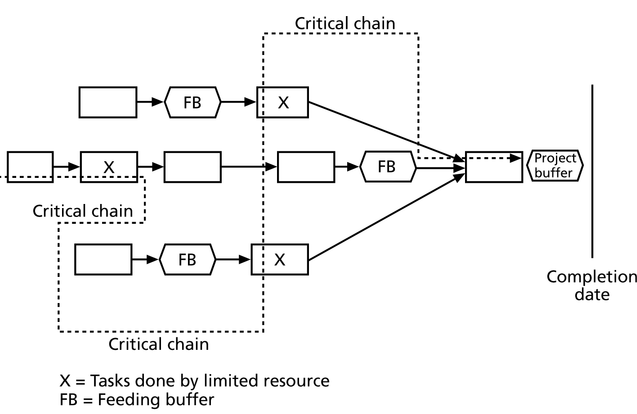 Critical chain
FB
X
X
FB
Project
buffer
Critical chain
FB
X
Completion
date
Critical chain
X = Tasks done by limited resource
FB = Feeding buffer